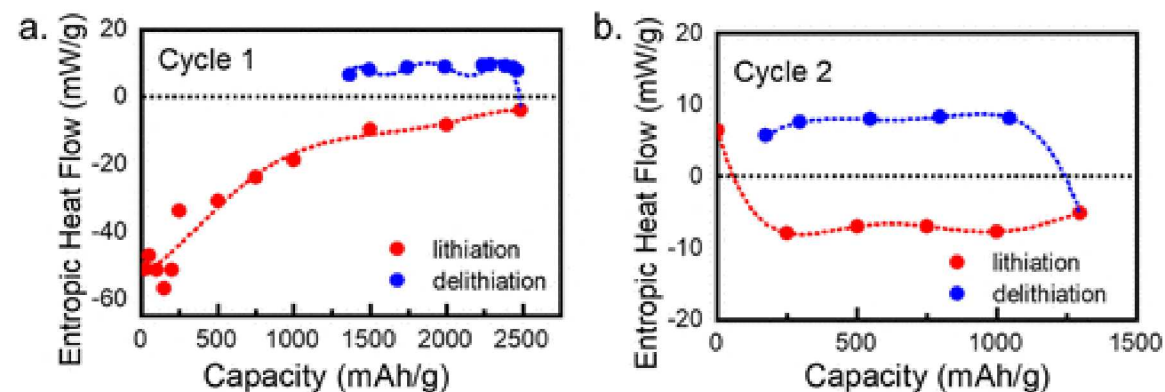 a.
Cycle 1
Entropic Heat Flow (mW/g)
20
0
-20
-40
-60
lithiation
delithiation
0 500 1000 1500 2000 2500
Capacity (mAh/g)
b.
Cycle 2
Entropic Heat Flow (mW/g)
20
10
0
-10
-20
lithiation
delithiation
0 500 1000 1500
Capacity (mAh/g)